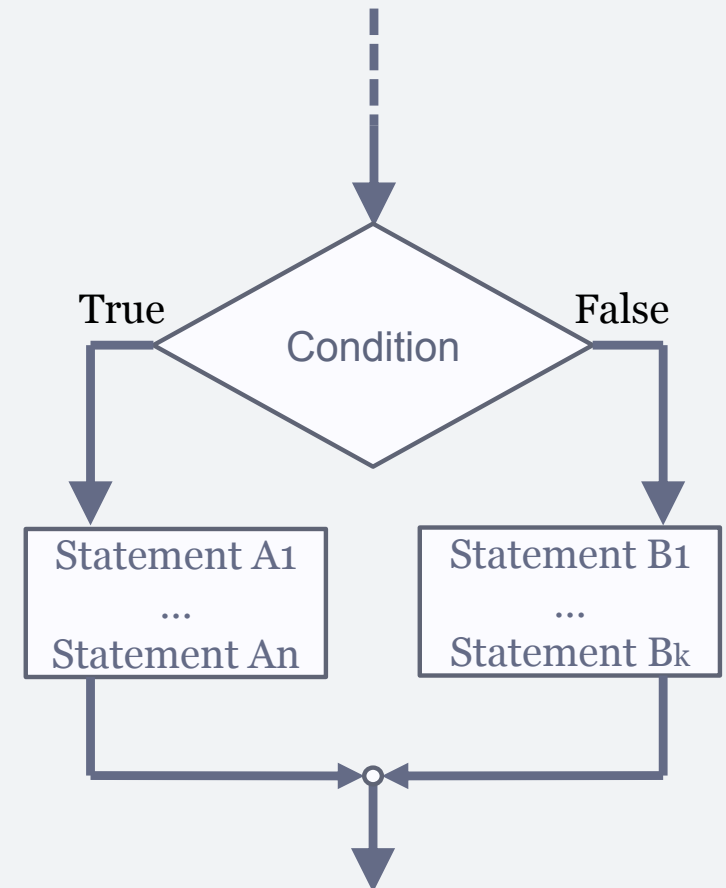 True
False
Condition
Statement A1
...
Statement An
Statement B1
...
Statement Bk